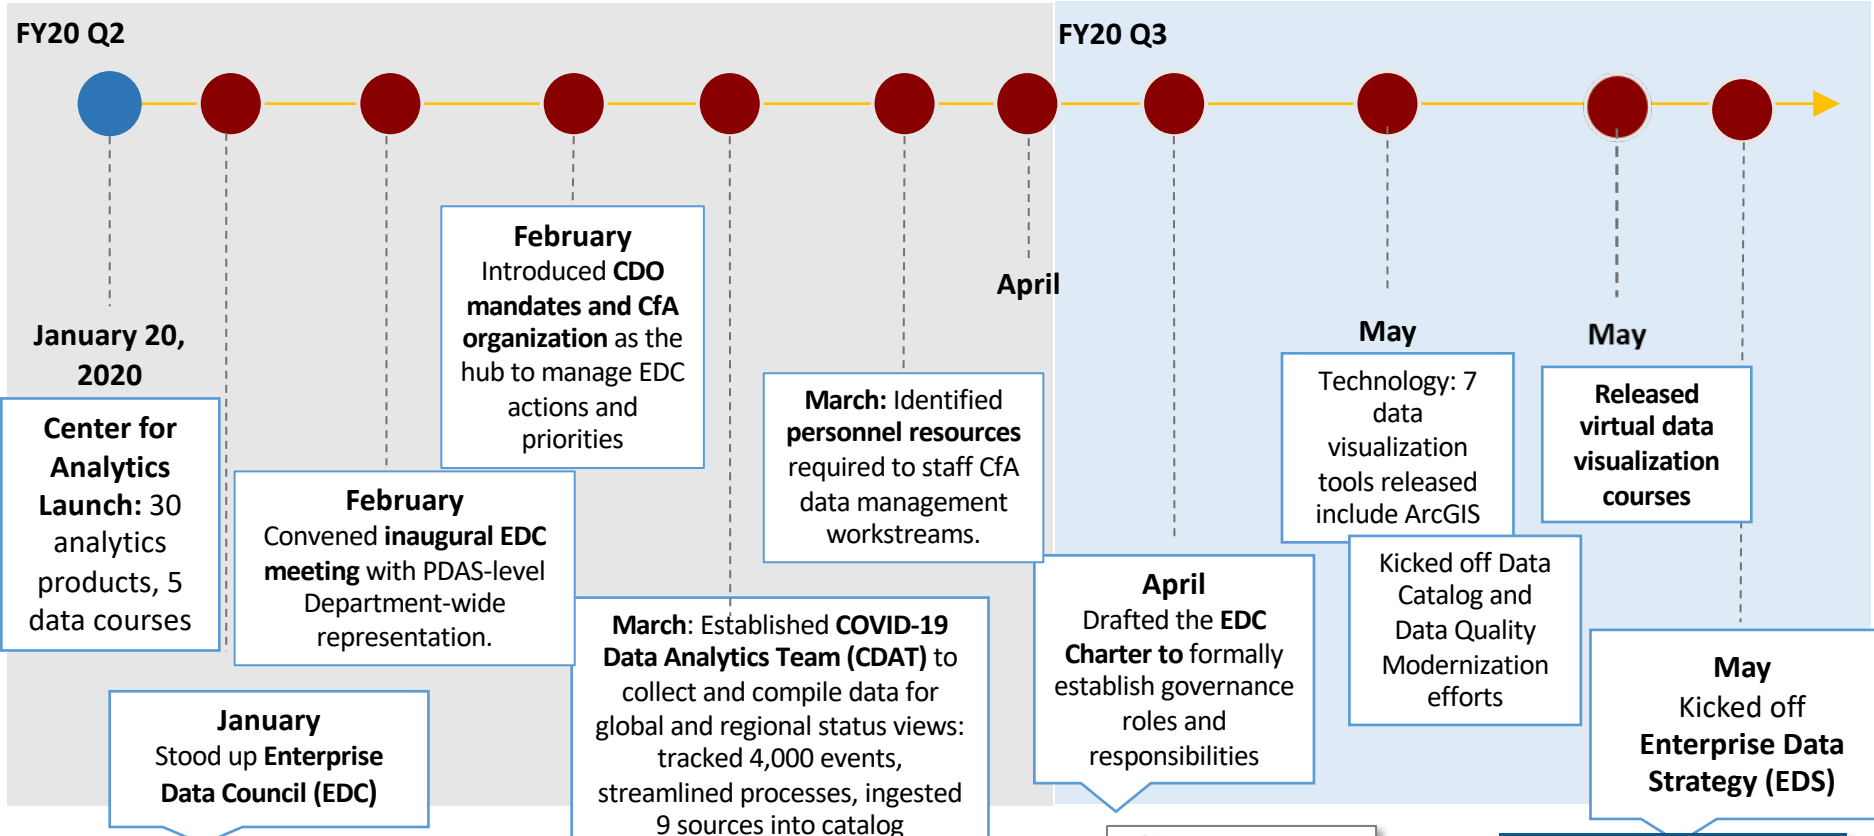 FY20 Q2
FY20 Q3
January 20,
2020
Center for
Analytics
Launch: 30
analytics
products, 5
data courses
January
Stood up Enterprise
Data Council (EDC)
February
Convened inaugural EDC
meeting with PDAS-level
Department-wide
representation.
February
Introduced CDO
mandates and CfA
organization as the
hub to manage EDC
actions and
priorities
March: Established COVID-19
Data Analytics Team (CDAT) to
collect and compile data for
global and regional status views:
tracked 4,000 events,
streamlined processes, ingested
9 sources into catalog
March: Identified
personnel resources
required to staff CfA
data management
workstreams.
April
April
Drafted the EDC
Charter to formally
establish governance
roles and
responsibilities
May
Technology: 7
data
visualization
tools released
include ArcGIS
Kicked off Data
Catalog and
Data Quality
Modernization
efforts
May
Released
virtual data
visualization
courses
May
Kicked off
Enterprise Data
Strategy (EDS)